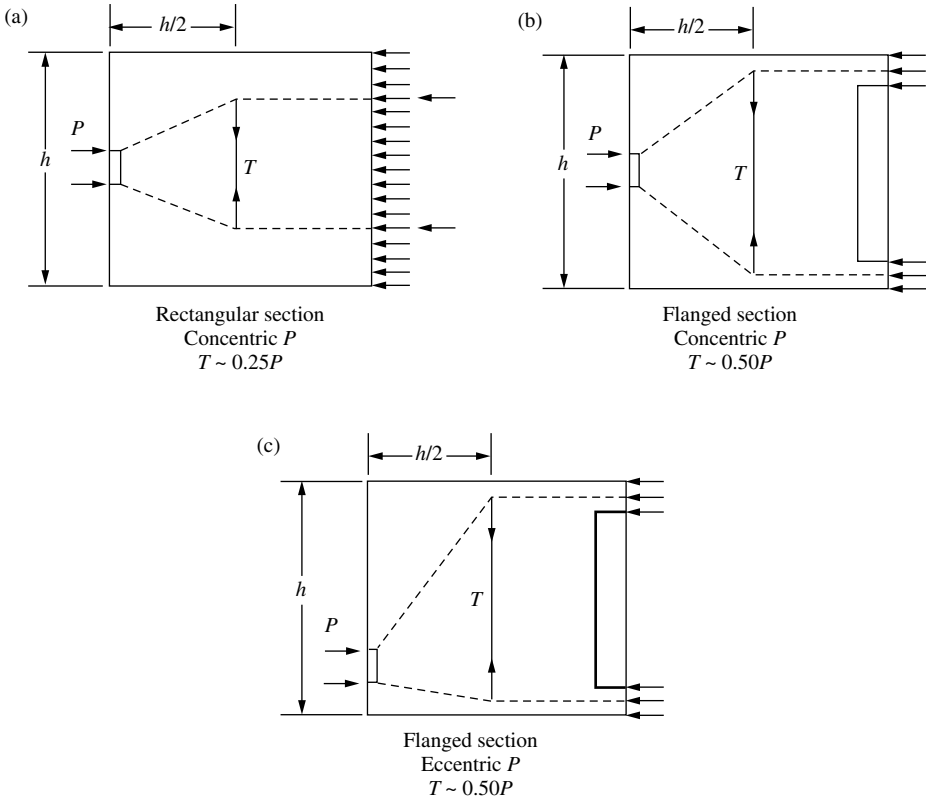 (a)
h/2
P
h
T
Rectangular section
Concentric P
T ~ 0.25P
(b)
h/2
P
h
T
Flanged section
Concentric P
T ~ 0.50P
(c)
h/2
h
T
P
Flanged section
Eccentric P
T ~ 0.50P